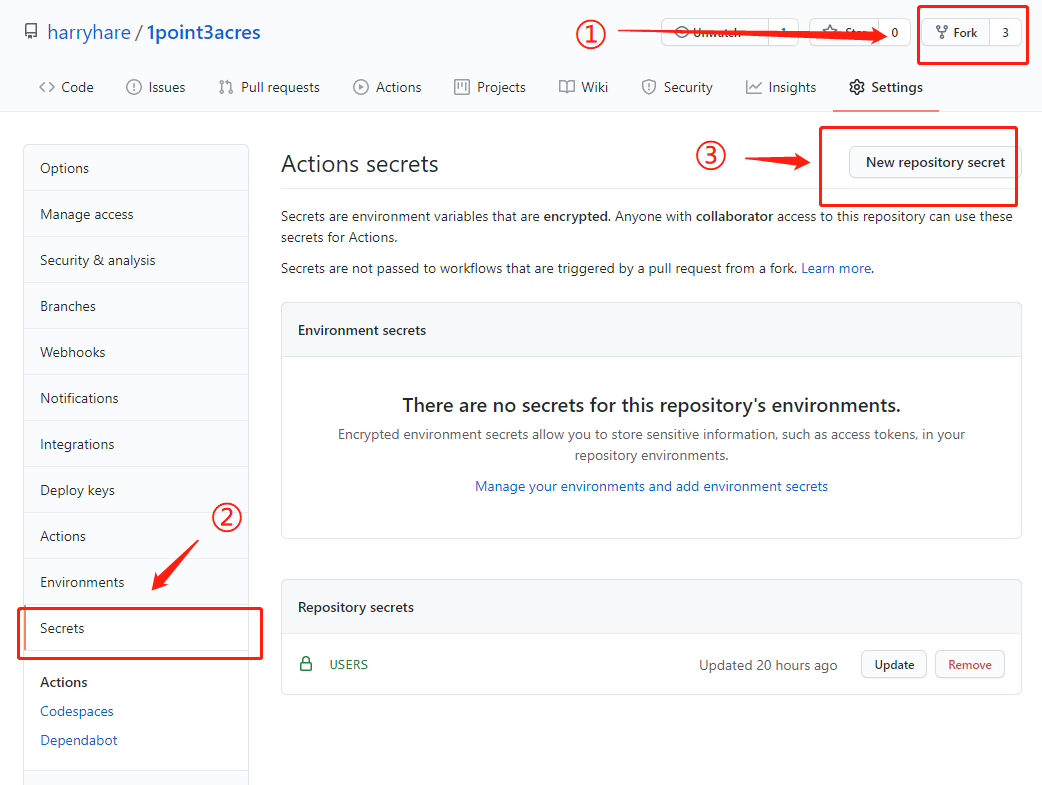 harryhare / 1point3acres
① Unwatch 1 Star 0 Fork 3
Code Issues Pull requests Actions Projects Wiki Security Insights Settings
Options
Manage access
Security & analysis
Branches
Webhooks
Notifications
Integrations
Deploy keys
②
Actions
Environments
Secrets
Actions
Codespaces
Dependabot
Actions secrets
③
New repository secret
Secrets are environment variables that are encrypted. Anyone with collaborator access to this repository can use these
secrets for Actions.
Secrets are not passed to workflows that are triggered by a pull request from a fork. Learn more.
Environment secrets
There are no secrets for this repository's environments.
Encrypted environment secrets allow you to store sensitive information, such as access tokens, in your
repository environments.
Manage your environments and add environment secrets
Repository secrets
USERS Updated 20 hours ago Update Remove